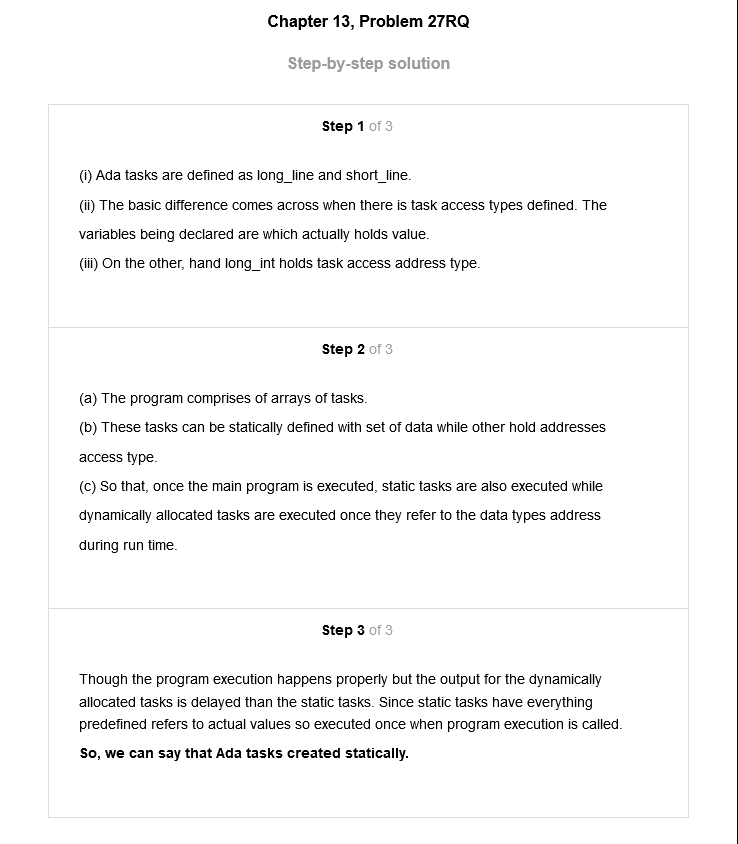 Chapter 13, Problem 27RQ
Step-by-step solution
Step 1 of 3
(i) Ada tasks are defined as long_line and short_line.
(ii) The basic difference comes across when there is task access types defined. The
variables being declared are which actually holds value.
(iii) On the other, hand long_int holds task access address type.
Step 2 of 3
(a) The program comprises of arrays of tasks.
(b) These tasks can be statically defined with set of data while other hold addresses
access type.
(c) So that, once the main program is executed, static tasks are also executed while
dynamically allocated tasks are executed once they refer to the data types address
during run time.
Step 3 of 3
Though the program execution happens properly but the output for the dynamically
allocated tasks is delayed than the static tasks. Since static tasks have everything
predefined refers to actual values so executed once when program execution is called.
So, we can say that Ada tasks created statically.